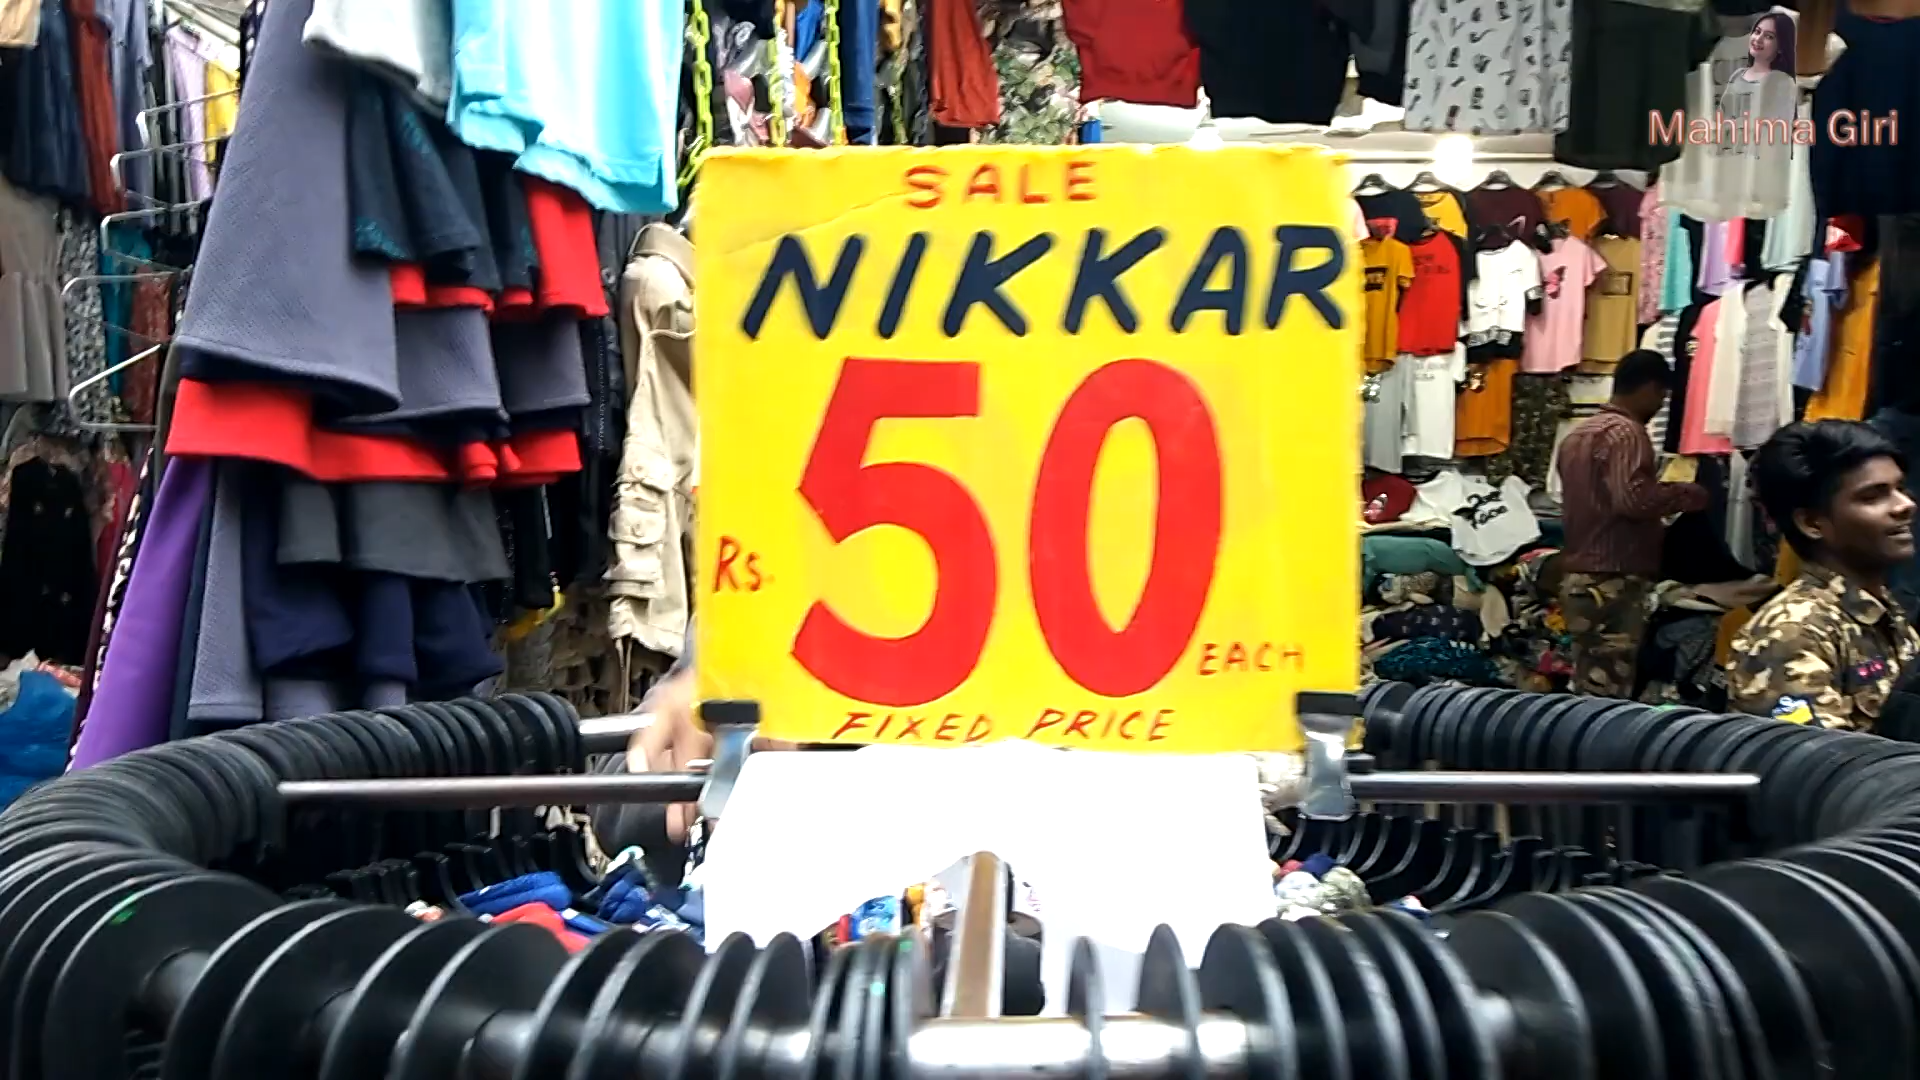 Mahima Giri
SALE
NIKKAR
Rs. 50 EACH
FIXED PRICE